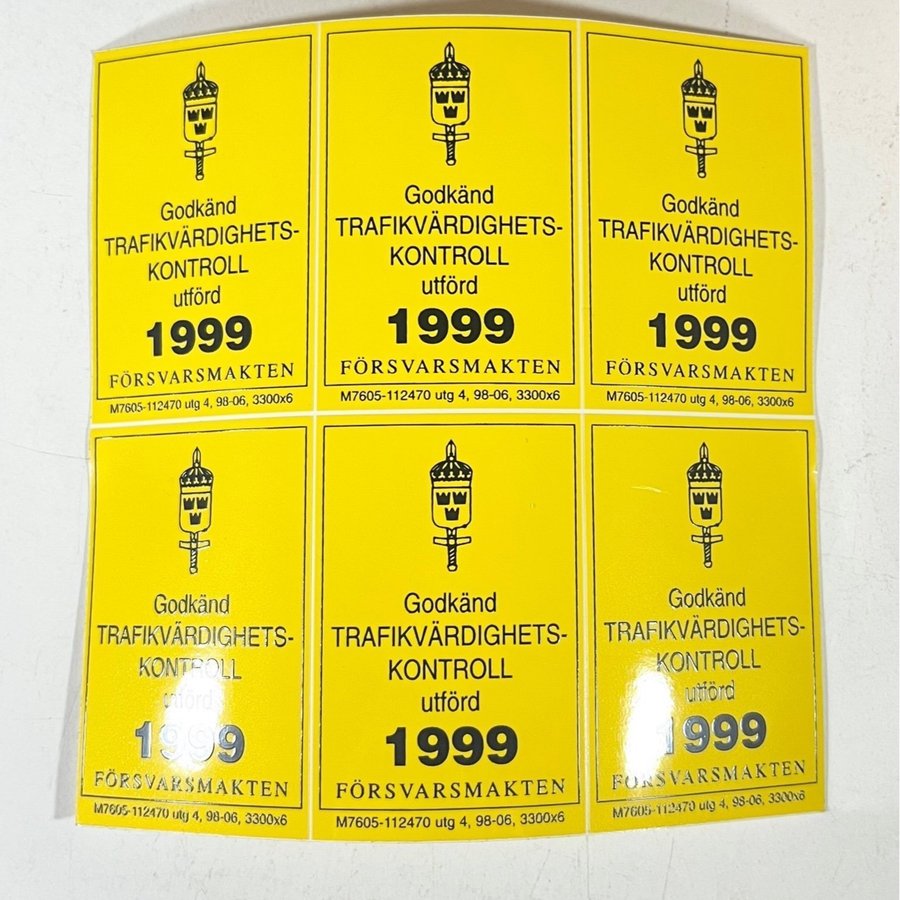 Godkänd
TRAFIKVÄRDIGHETS-
KONTROLL
utförd
1999
FÖRSVARSMAKTEN
M7605-112470 utg 4, 98-06, 3300x6
Godkänd
TRAFIKVÄRDIGHETS-
KONTROLL
utförd
1999
FÖRSVARSMAKTEN
M7605-112470 utg 4, 98-06, 3300x6
Godkänd
TRAFIKVÄRDIGHETS-
KONTROLL
utförd
1999
FÖRSVARSMAKTEN
M7605-112470 utg 4, 98-06, 3300x6
Godkänd
TRAFIKVÄRDIGHETS-
KONTROLL
utförd
1999
FÖRSVARSMAKTEN
M7605-112470 utg 4, 98-06, 3300x6
Godkänd
TRAFIKVÄRDIGHETS-
KONTROLL
utförd
1999
FÖRSVARSMAKTEN
M7605-112470 utg 4, 98-06, 3300x6
Godkänd
TRAFIKVÄRDIGHETS-
KONTROLL
utförd
1999
FÖRSVARSMAKTEN
M7605-112470 utg 4, 98-06, 3300x6